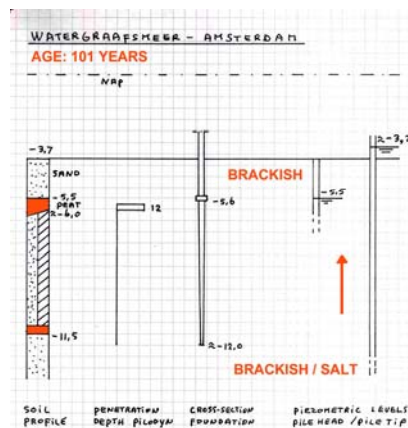 WATERGRAAFSMEER - AMSTERDAM
AGE: 101 YEARS
NAP
-3,7
SAND
BRACKISH
-5,5
PEAT
≈-6,0
12
-5,6
-5,5
-11,5
≈-12,0
BRACKISH / SALT
SOIL PROFILE
PENETRATION DEPTH PILODYN
CROSS-SECTION FOUNDATION
PIEZOMETRIC LEVELS PILE HEAD / PILE TIP